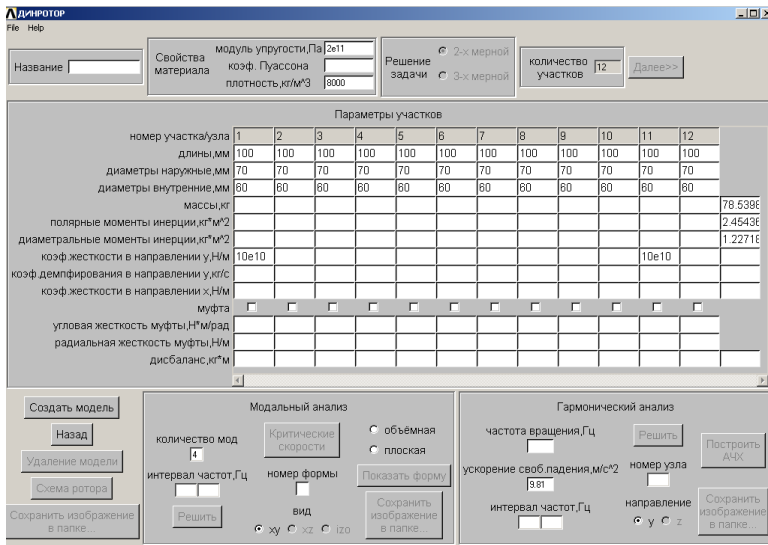 ДИНРОТОР
File Help
Название
Свойства материала
модуль упругости,Па 2e11
коэф. Пуассона
плотность,кг/м^3 8000
Решение задачи
2-х мерной
3-х мерной
количество участков 12
Далее>>
Параметры участков
номер участка/узла 1 2 3 4 5 6 7 8 9 10 11 12
длины,мм 100 100 100 100 100 100 100 100 100 100 100 100
диаметры наружные,мм 70 70 70 70 70 70 70 70 70 70 70 70
диаметры внутренние,мм 60 60 60 60 60 60 60 60 60 60 60 60
массы,кг 78.539
полярные моменты инерции,кг*м^2 2.4543
диаметральные моменты инерции,кг*м^2 1.2271
коэф.жесткости в направлении y,Н/м 10e10 10e10
коэф.демпфирования в направлении y,кг/с
коэф.жесткости в направлении x,Н/м
муфта
угловая жесткость муфты,Н*м/рад
радиальная жесткость муфты,Н/м
дисбаланс,кг*м
Создать модель
Назад
Удаление модели
Схема ротора
Сохранить изображение в папке...
Модальный анализ
количество мод
4
Критические скорости
объёмная
плоская
интервал частот,Гц
номер формы
Показать форму
Решить
вид
xy xz izo
Сохранить изображение в папке...
Гармонический анализ
частота вращения,Гц
Решить
Построить АЧХ
ускорение своб.падения,м/с^2
9.81
номер узла
интервал частот,Гц
направление
y z
Сохранить изображение в папке...